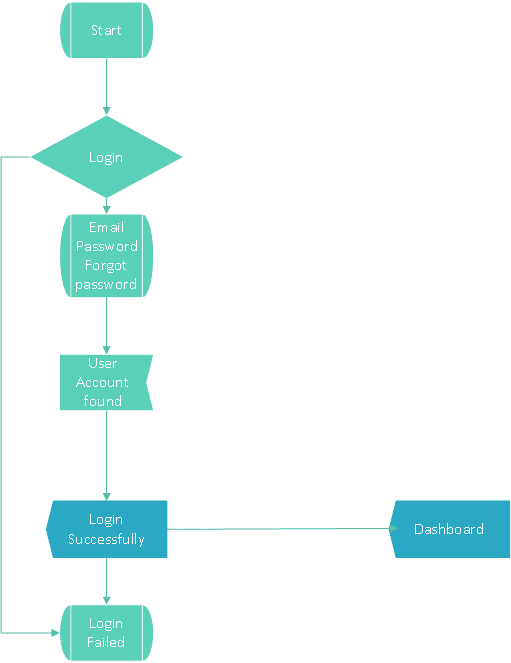 Start
Login
Email
Password
Forgot
password
User
Account
found
Login
Successfully
Dashboard
Login
Failed